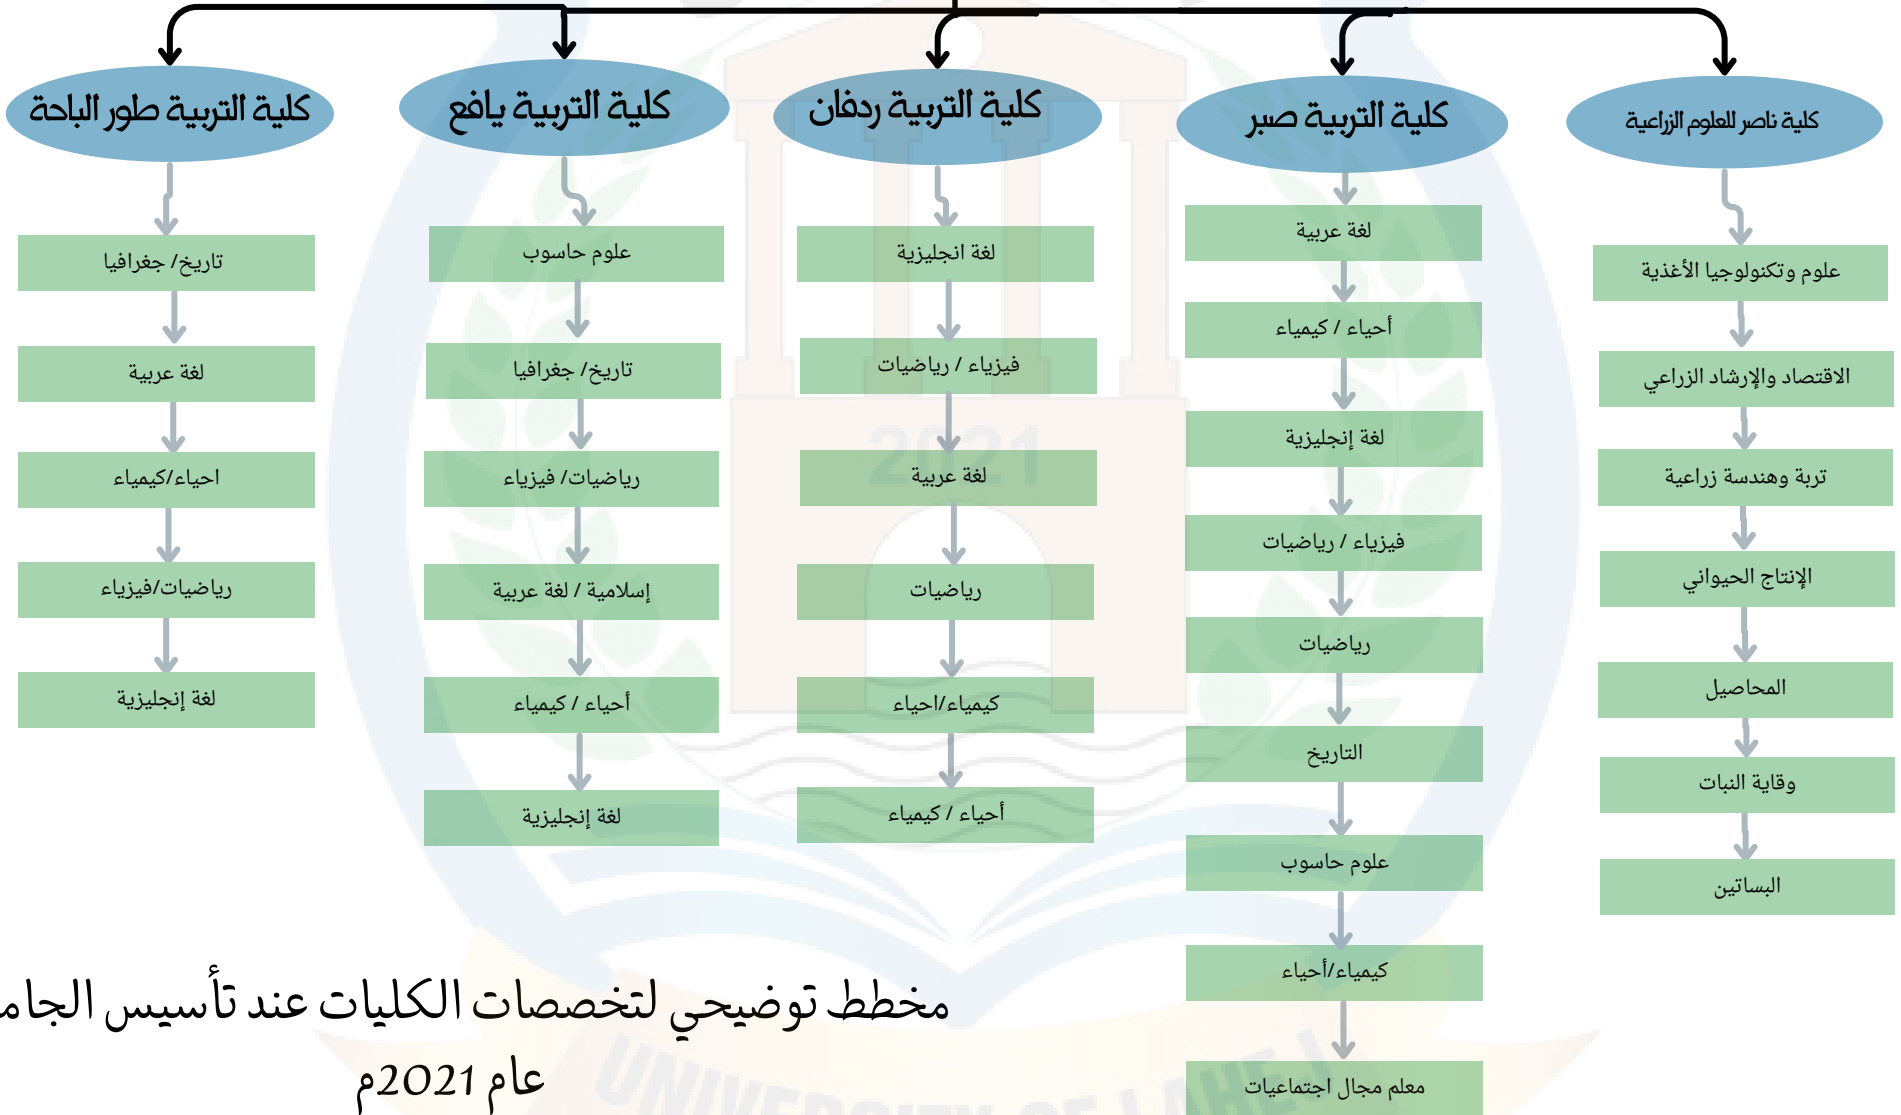 كلية ناصر للعلوم الزراعية
علوم وتكنولوجيا الأغذية
الاقتصاد والإرشاد الزراعي
تربة وهندسة زراعية
الإنتاج الحيواني
المحاصيل
وقاية النبات
البساتين
كلية التربية صبر
لغة عربية
أحياء / كيمياء
لغة إنجليزية
فيزياء / رياضيات
رياضيات
التاريخ
علوم حاسوب
كيمياء/أحياء
معلم مجال اجتماعيات
كلية التربية ردفان
لغة انجليزية
فيزياء / رياضيات
لغة عربية
رياضيات
كيمياء/احياء
أحياء / كيمياء
كلية التربية يافع
علوم حاسوب
تاريخ/ جغرافيا
رياضيات/ فيزياء
إسلامية / لغة عربية
أحياء / كيمياء
لغة إنجليزية
كلية التربية طور الباحة
تاريخ/ جغرافيا
لغة عربية
احياء/كيمياء
رياضيات/فيزياء
لغة إنجليزية
مخطط توضيحي لتخصصات الكليات عند تأسيس
عام 2021م
2021
UNIVERSITY OF LAHEJ